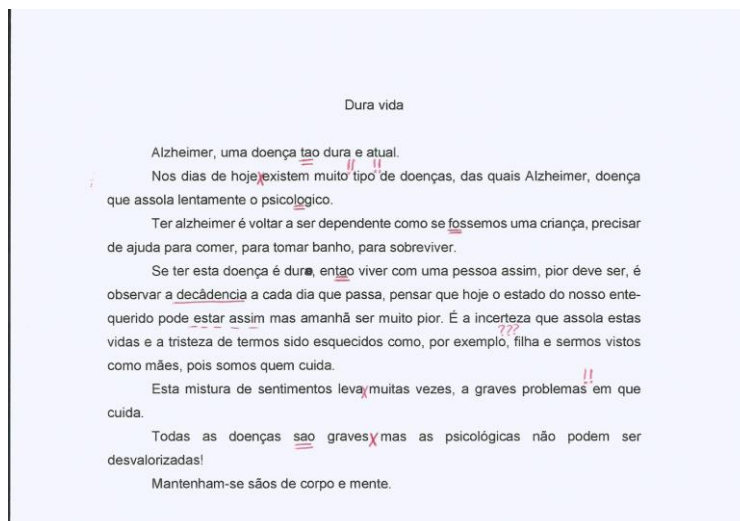 Dura vida
Alzheimer, uma doença tao dura e atual.
Nos dias de hoje existem muito tipo de doenças, das quais Alzheimer, doença
que assola lentamente o psicologico.
Ter alzheimer é voltar a ser dependente como se fossemos uma criança, precisar
de ajuda para comer, para tomar banho, para sobreviver.
Se ter esta doença é dura, entao viver com uma pessoa assim, pior deve ser, é
observar a decâdencia a cada dia que passa, pensar que hoje o estado do nosso ente-
querido pode estar assim mas amanhã ser muito pior. É a incerteza que assola estas
???
vidas e a tristeza de termos sido esquecidos como, por exemplo, filha e sermos vistos
como mães, pois somos quem cuida.
!!
Esta mistura de sentimentos leva muitas vezes, a graves problemas em que
cuida.
Todas as doenças sao graves mas as psicológicas não podem ser
desvalorizadas!
Mantenham-se sãos de corpo e mente.